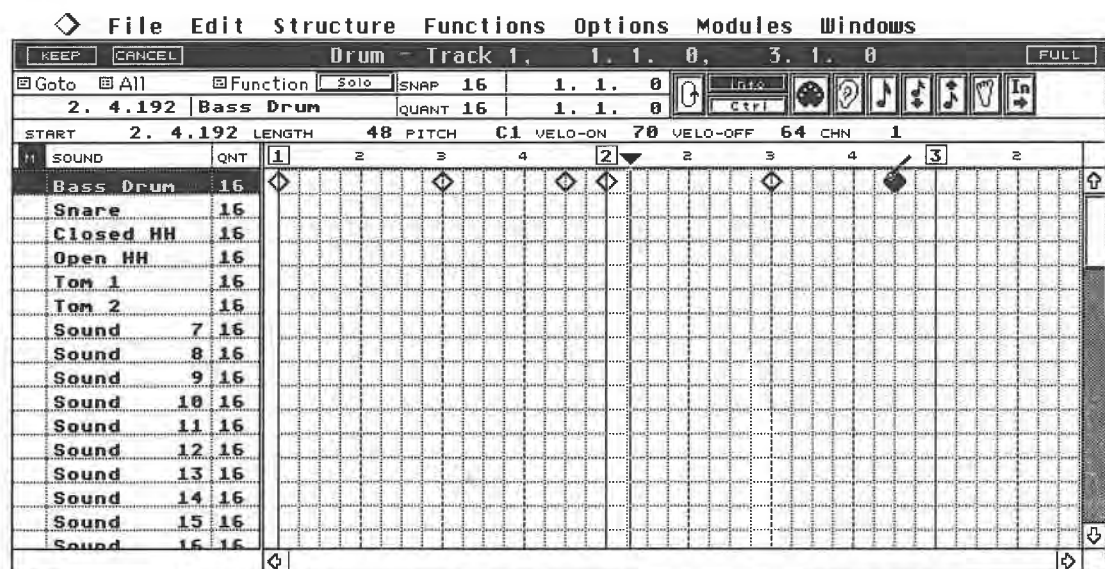 File Edit Structure Functions Options Modules Windows
KEEP CANCEL Drum - Track 1, 1. 1. 0, 3. 1. 0 FULL
Goto All Function Solo SNAP 16 1. 1. 0 Info In
2. 4.192 Bass Drum QUANT 16 1. 1. 0 Ctrl
START 2. 4.192 LENGTH 48 PITCH C1 VELO-ON 70 VELO-OFF 64 CHN 1
M SOUND QNT 1 2 3 4 2 2 3 4 3 2
Bass Drum 16
Snare 16
Closed HH 16
Open HH 16
Tom 1 16
Tom 2 16
Sound 7 16
Sound 8 16
Sound 9 16
Sound 10 16
Sound 11 16
Sound 12 16
Sound 13 16
Sound 14 16
Sound 15 16
Sound 16 16